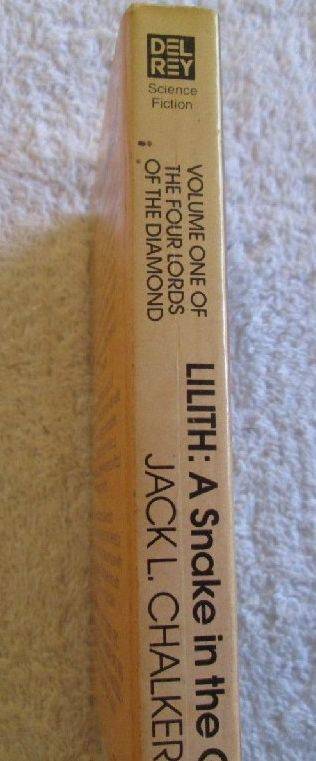 DEL
REY
Science
Fiction
VOLUME ONE OF
THE FOUR LORDS
OF THE DIAMOND
LILITH: A Snake in the
JACK L. CHALKER